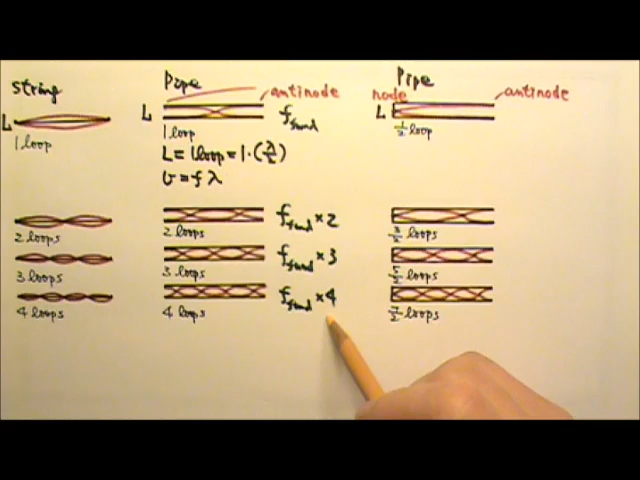 string
L
1 loop
2 loops
3 loops
4 loops
Pipe
antinode
L
f fund
1 loop
L = 1 loop = 1 · (λ/2)
v = f λ
2 loops
f fund × 2
3 loops
f fund × 3
4 loops
f fund × 4
Pipe
node
antinode
L
1/2 loop
3/2 loops
5/2 loops
7/2 loops